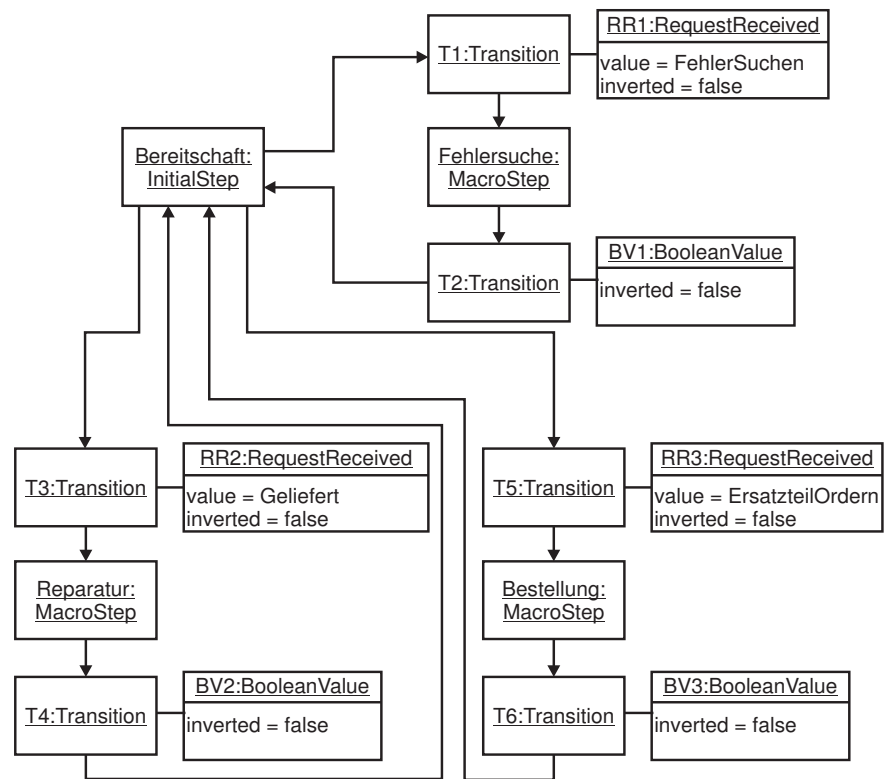 T1:Transition
RR1:RequestReceived
value = FehlerSuchen
inverted = false
Bereitschaft:
InitialStep
Fehlersuche:
MacroStep
T2:Transition
BV1:BooleanValue
inverted = false
T3:Transition
RR2:RequestReceived
value = Geliefert
inverted = false
T5:Transition
RR3:RequestReceived
value = ErsatzteilOrdern
inverted = false
Reparatur:
MacroStep
Bestellung:
MacroStep
T4:Transition
BV2:BooleanValue
inverted = false
T6:Transition
BV3:BooleanValue
inverted = false